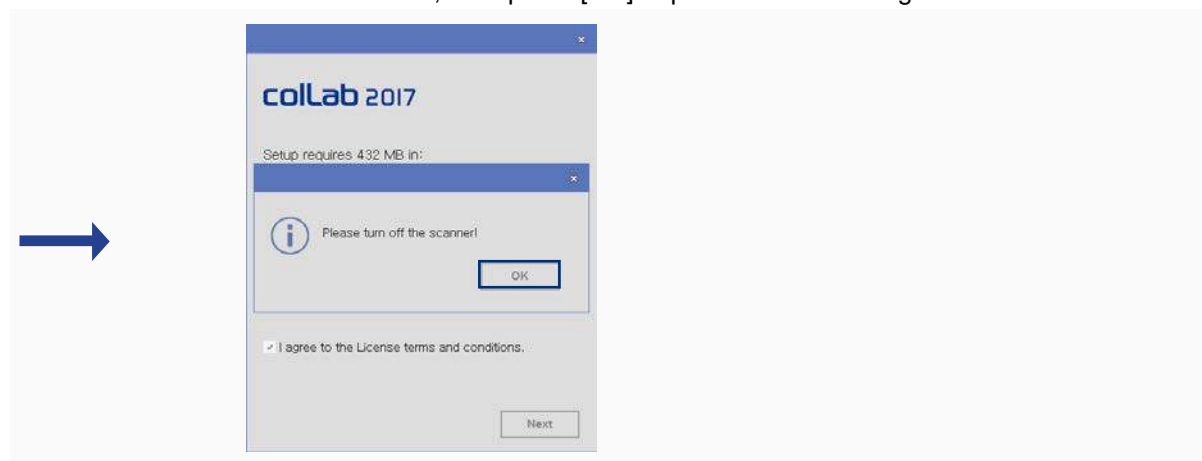 colLab 2017
Setup requires 432 MB in:
Please turn off the scanner!
OK
I agree to the License terms and conditions.
Next